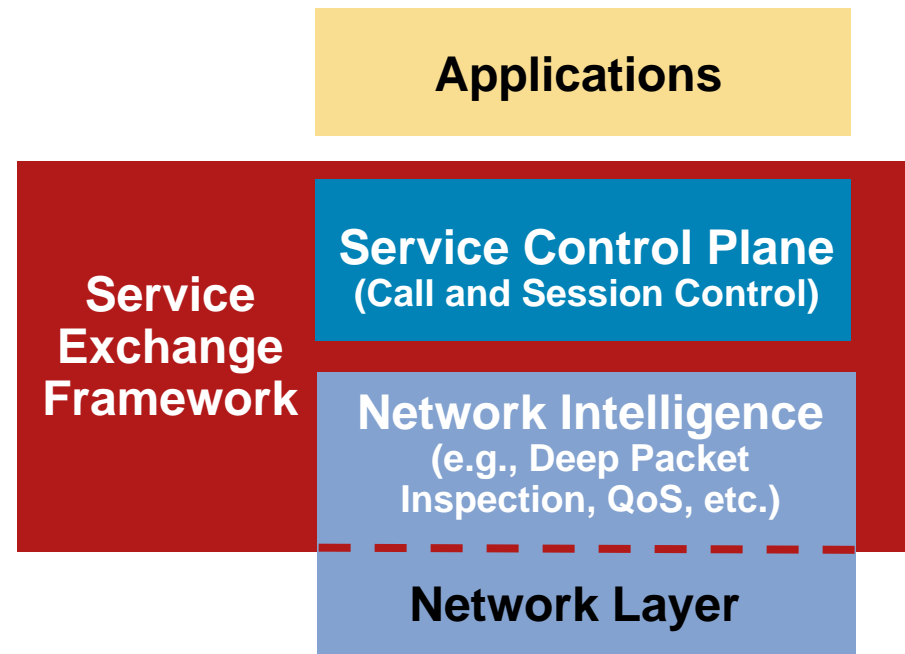 Applications
Service Control Plane
(Call and Session Control)
Service
Exchange
Framework
Network Intelligence
(e.g., Deep Packet
Inspection, QoS, etc.)
Network Layer